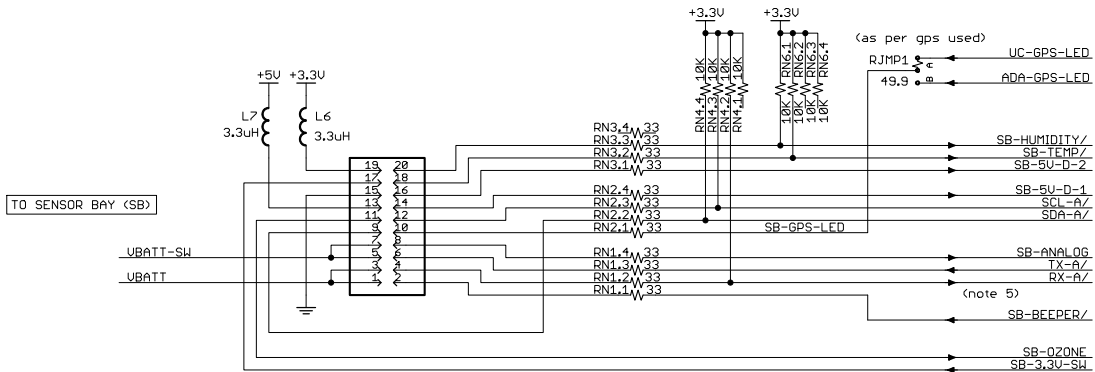 +3.3V
+3.3V
(as per gps used)
UC-GPS-LED
RJMP1
A
B
49.9
ADA-GPS-LED
RN4.4 10K
RN4.3 10K
RN4.2 10K
RN4.1 10K
RN6.1 10K
RN6.2 10K
RN6.3 10K
RN6.4 10K
+5V
+3.3V
L7
3.3uH
L6
3.3uH
RN3.4 33
RN3.3 33
RN3.2 33
RN3.1 33
SB-HUMIDITY/
SB-TEMP/
SB-5V-D-2
19 20
17 18
15 16
13 14
11 12
9 10
7 8
5 6
3 4
1 2
TO SENSOR BAY (SB)
RN2.4 33
RN2.3 33
RN2.2 33
RN2.1 33
SB-GPS-LED
SB-5V-D-1
SCL-A/
SDA-A/
VBATT-SW
VBATT
RN1.4 33
RN1.3 33
RN1.2 33
RN1.1 33
SB-ANALOG
TX-A/
RX-A/
(note 5)
SB-BEEPER/
SB-OZONE
SB-3.3V-SW